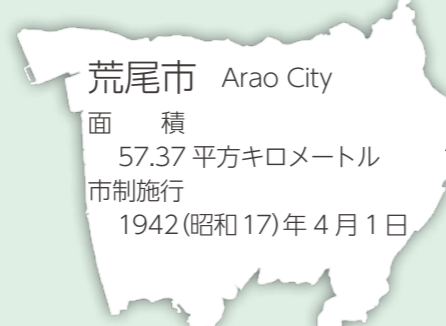 荒尾市　Arao City
面　　積
57.37 平方キロメートル
市制施行
1942(昭和 17)年 4 月 1 日